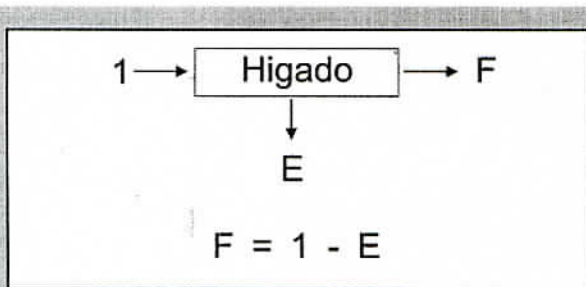 1 → Higado → F
E
F = 1 - E